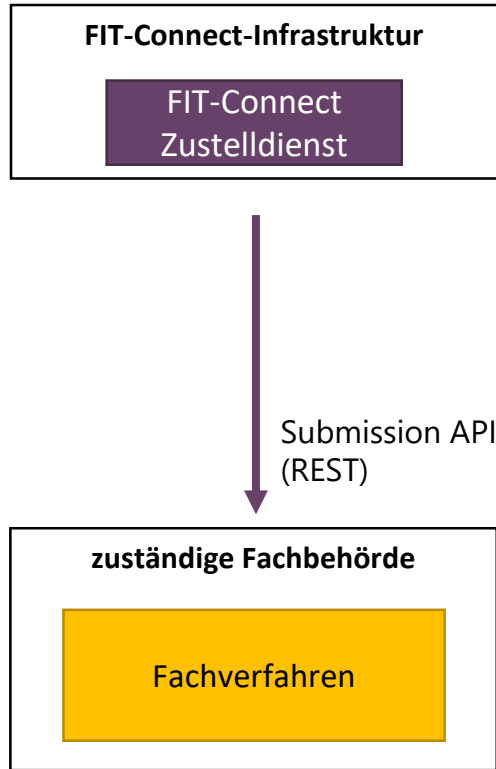 FIT-Connect-Infrastruktur
FIT-Connect
Zustelldienst
Submission API
(REST)
zuständige Fachbehörde
Fachverfahren